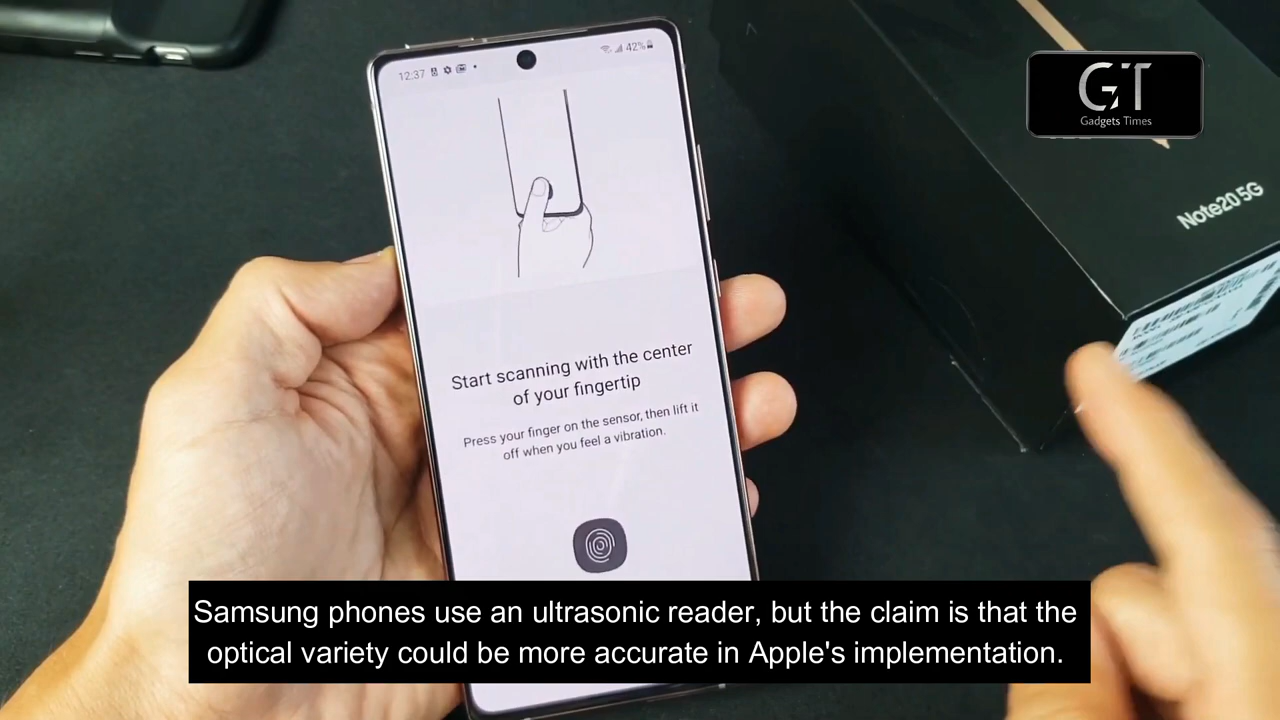 12:37
42%
GT
Gadgets Times
Note20 5G
Start scanning with the center
of your fingertip
Press your finger on the sensor, then lift it
off when you feel a vibration.
Samsung phones use an ultrasonic reader, but the claim is that the
optical variety could be more accurate in Apple's implementation.